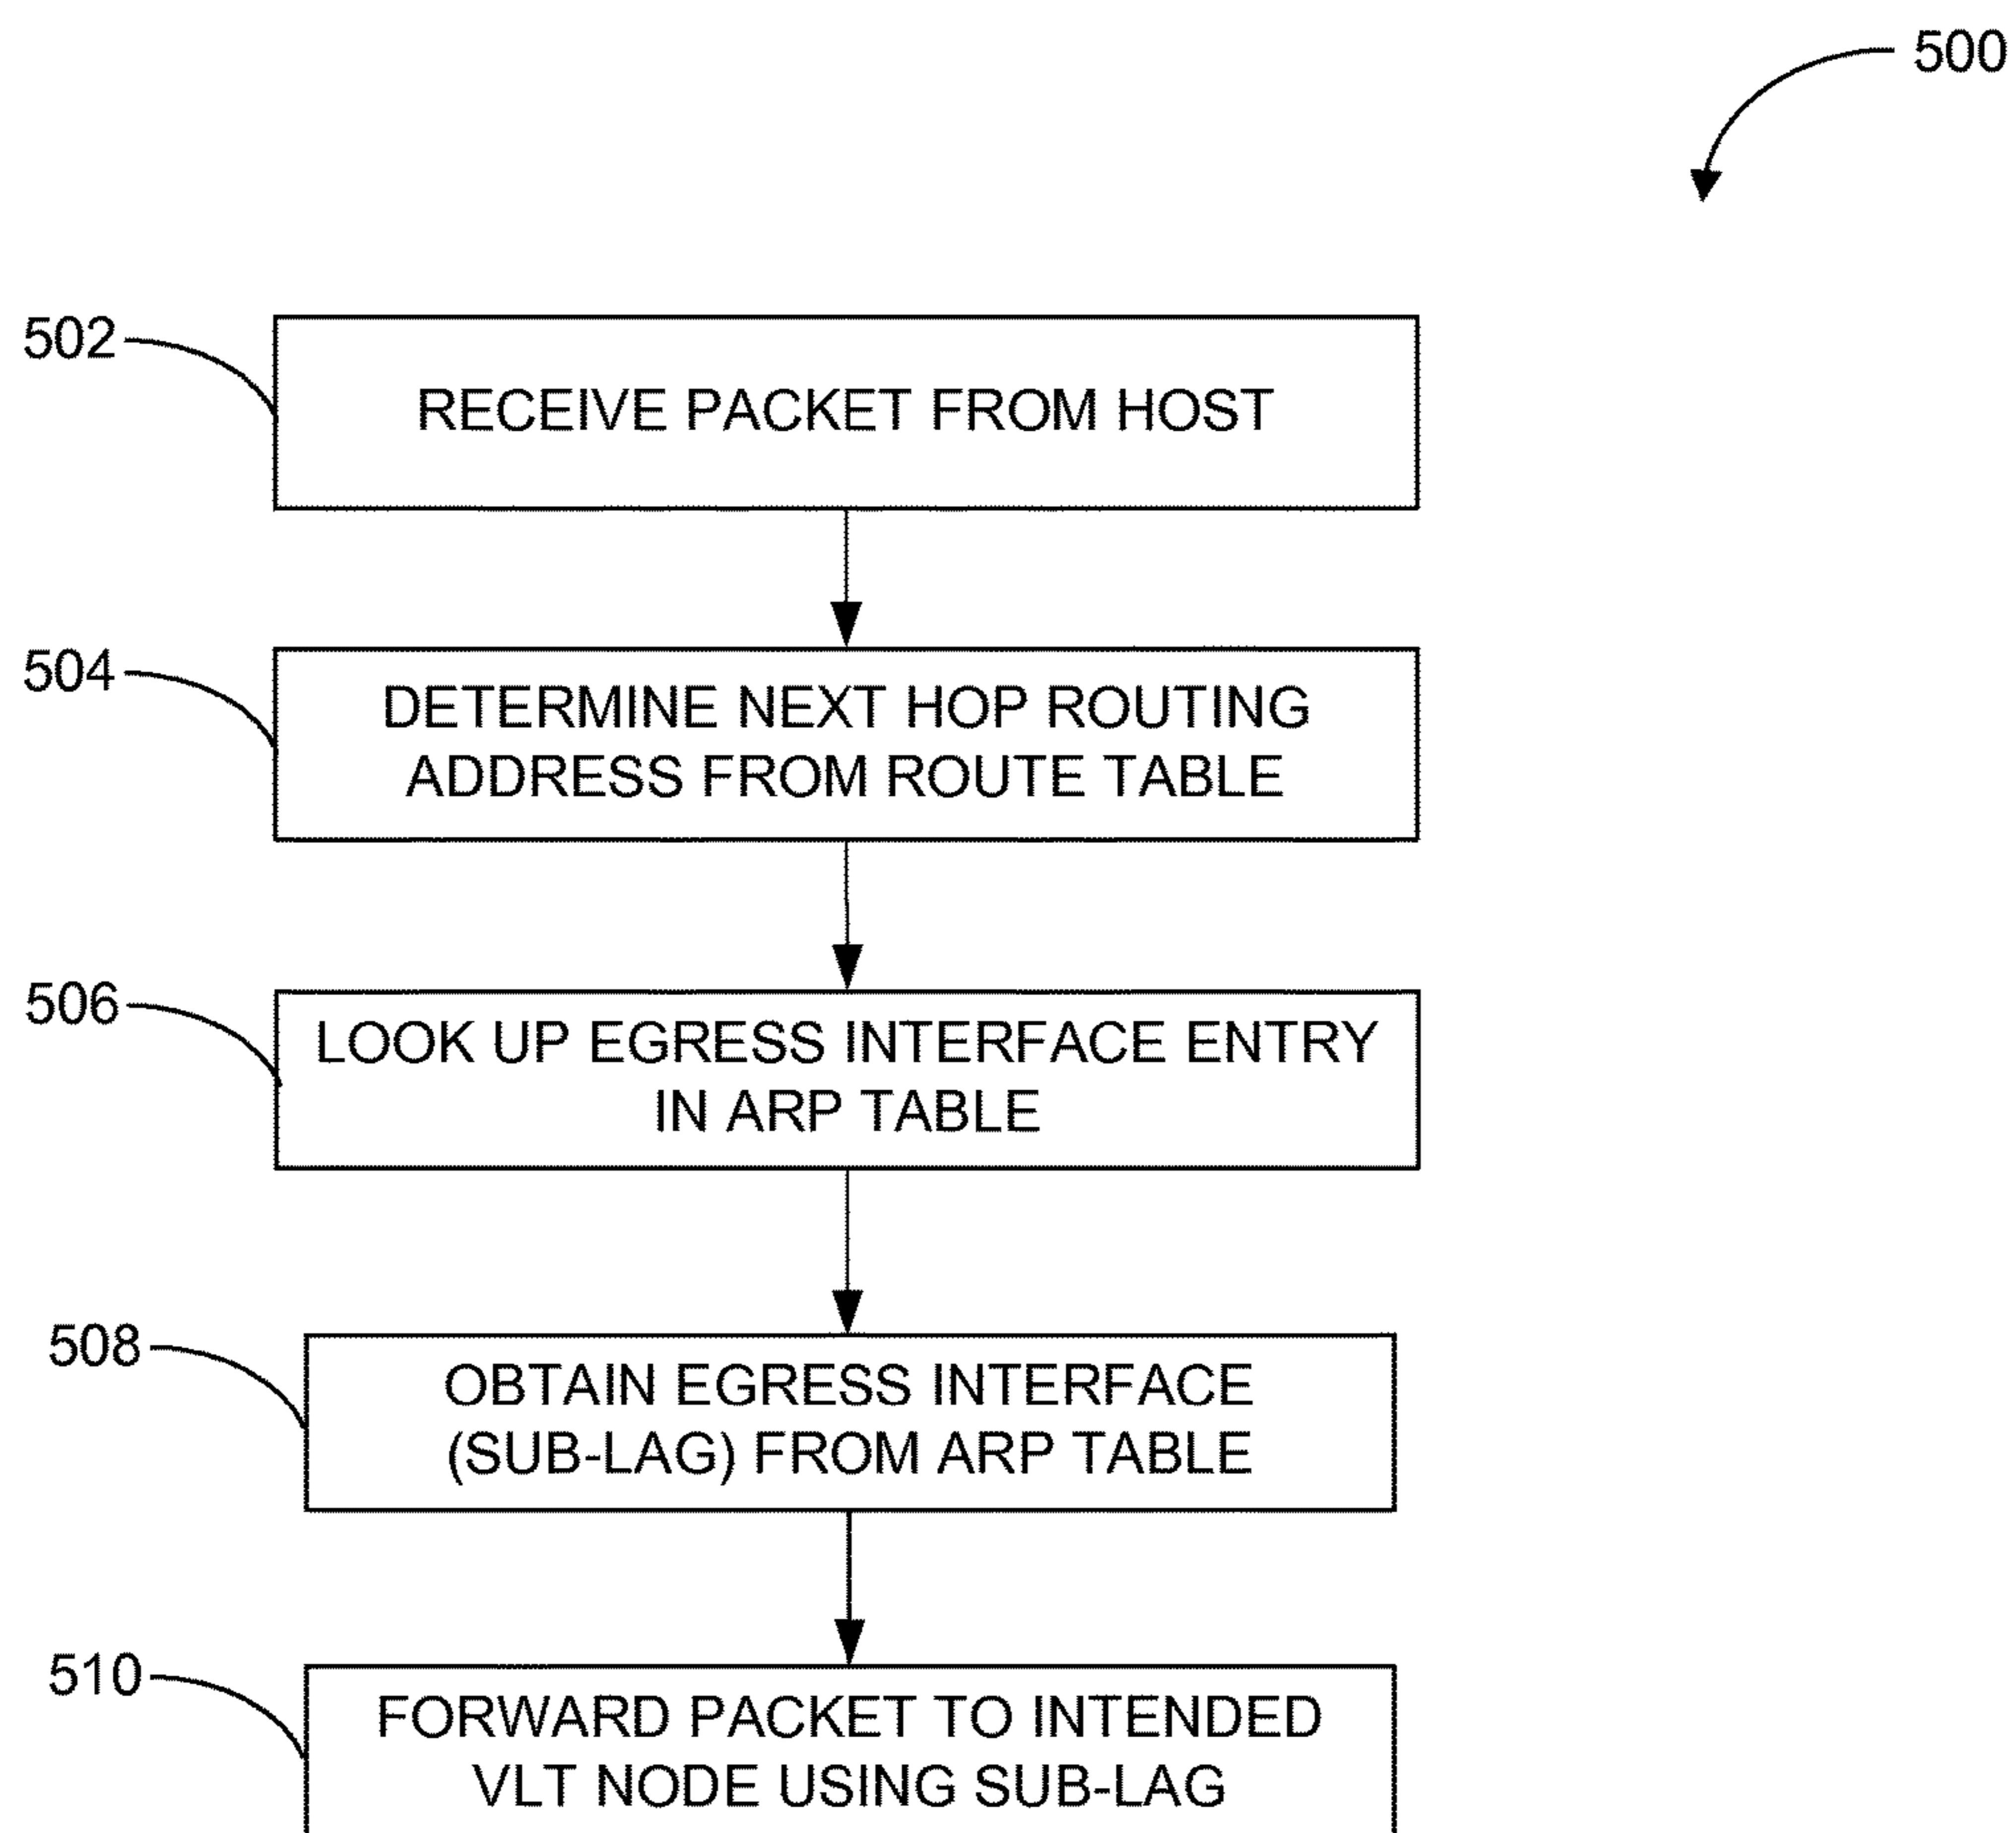 500
502
RECEIVE PACKET FROM HOST
504
DETERMINE NEXT HOP ROUTING
ADDRESS FROM ROUTE TABLE
506
LOOK UP EGRESS INTERFACE ENTRY
IN ARP TABLE
508
OBTAIN EGRESS INTERFACE
(SUB-LAG) FROM ARP TABLE
510
FORWARD PACKET TO INTENDED
VLT NODE USING SUB-LAG